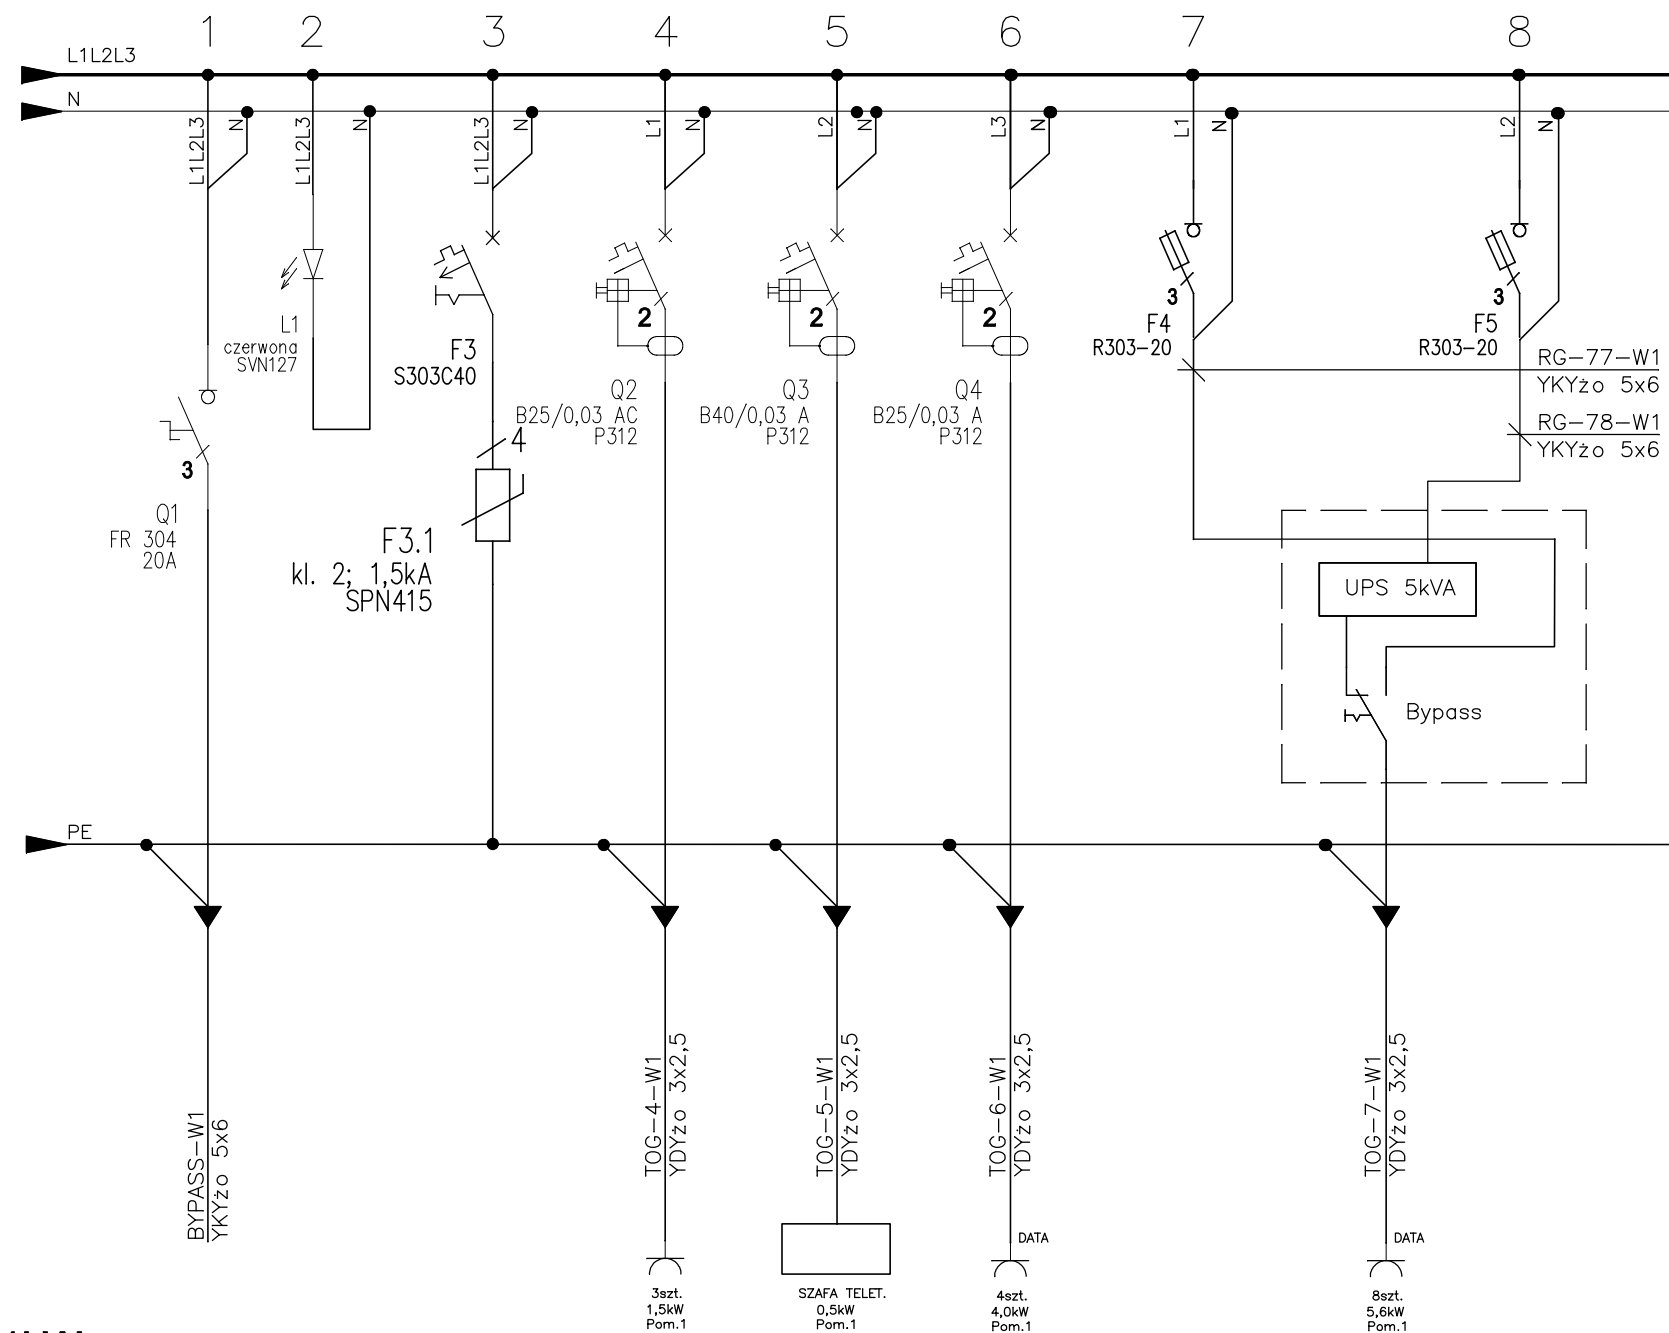 1 2 3 4 5 6 7 8
L1L2L3
N
L1L2L3 N L1L2L3 N L1L2L3 N L1 N L2 N L3 N L1 N L2 N
3
Q1
FR 304
20A
L1
czerwona
SVN127
F3
S303C40
4
F3.1
kl. 2; 1,5kA
SPN415
2
Q2
B25/0,03 AC
P312
2
Q3
B40/0,03 A
P312
2
Q4
B25/0,03 A
P312
3
F4
R303-20
3
F5
R303-20
RG-77-W1
YKYżo 5x6
RG-78-W1
YKYżo 5x6
UPS 5kVA
Bypass
PE
BYPASS-W1
YKYżo 5x6
TOG-4-W1
YDYżo 3x2,5
TOG-5-W1
YDYżo 3x2,5
TOG-6-W1
YDYżo 3x2,5
TOG-7-W1
YDYżo 3x2,5
3szt.
1,5kW
Pom.1
SZAFA TELET.
0,5kW
Pom.1
DATA
4szt.
4,0kW
Pom.1
DATA
8szt.
5,6kW
Pom.1